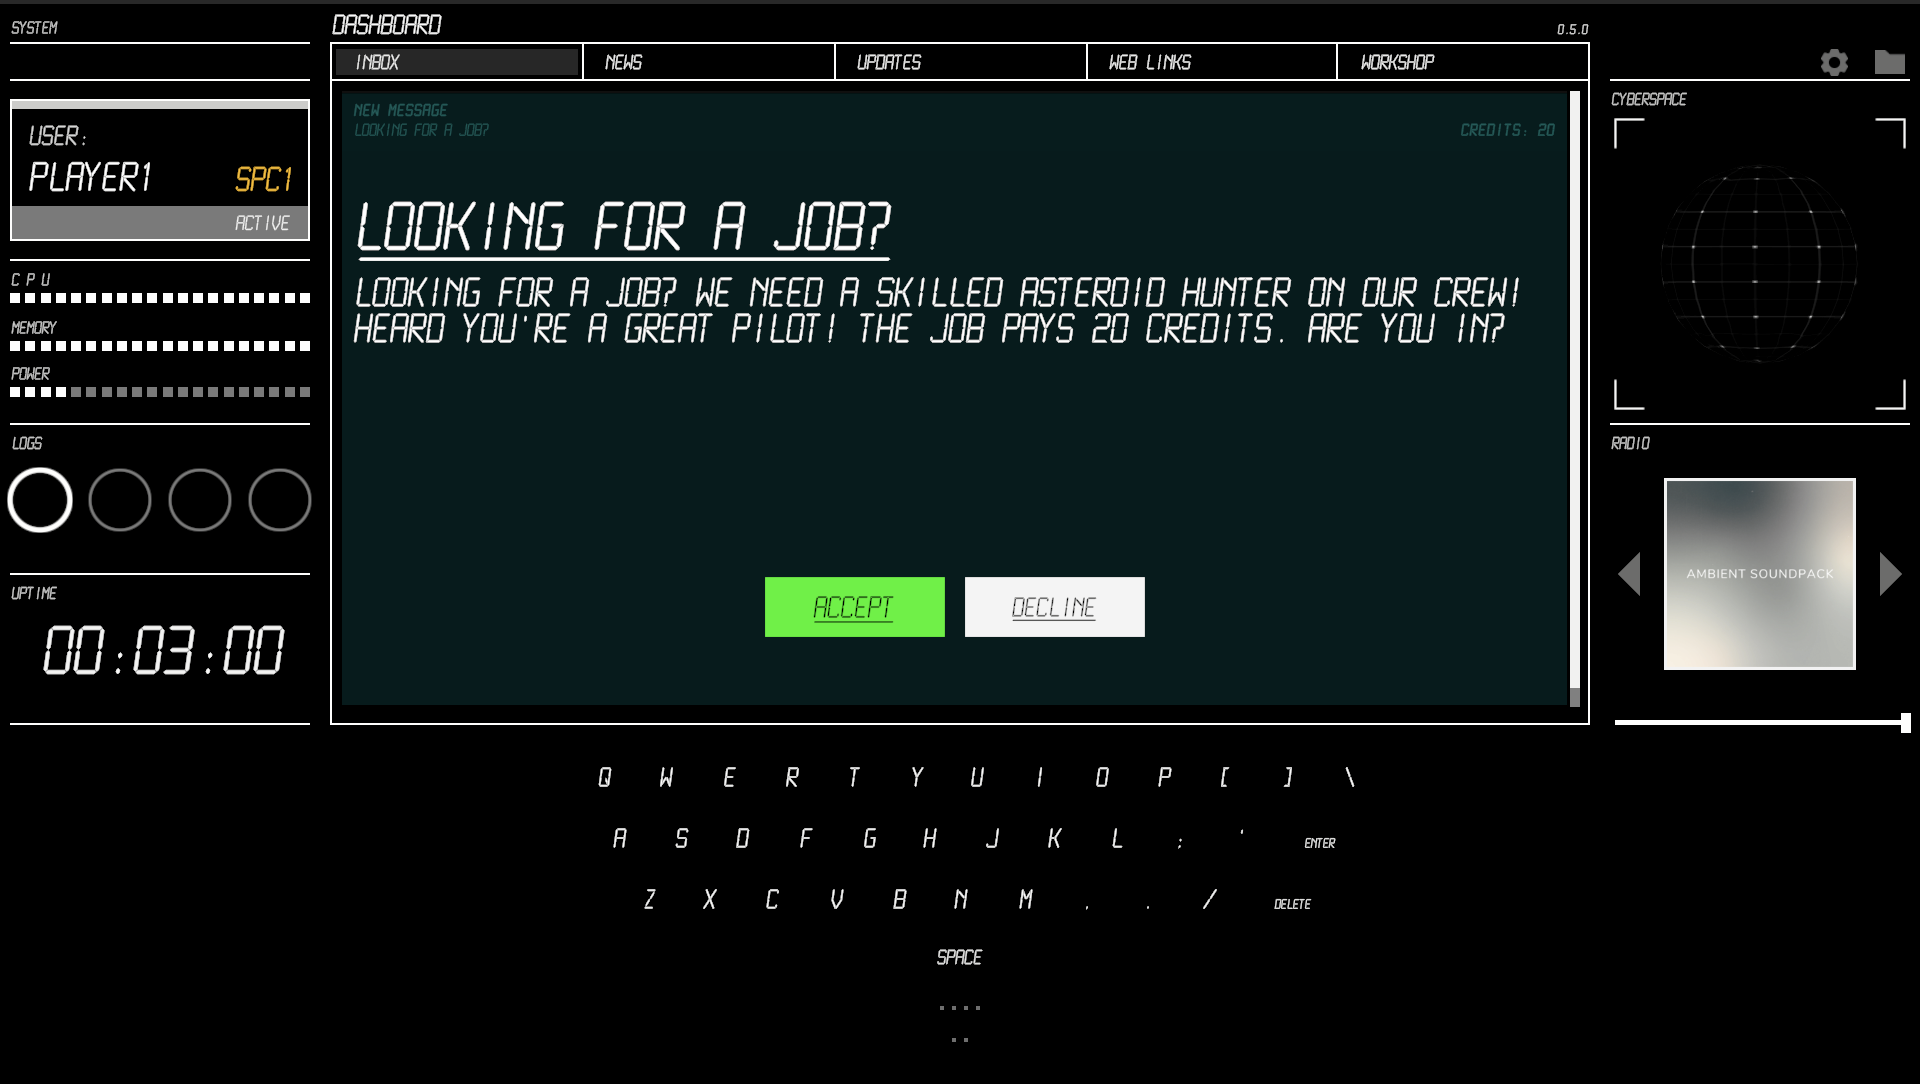 SYSTEM
DASHBOARD
0.5.0
INBOX
NEWS
UPDATES
WEB LINKS
WORKSHOP
USER:
PLAYER1
SPC1
ACTIVE
CPU
MEMORY
POWER
LOGS
UPTIME
00:03:00
NEW MESSAGE
LOOKING FOR A JOB?
CREDITS: 20
LOOKING FOR A JOB?
LOOKING FOR A JOB? WE NEED A SKILLED ASTEROID HUNTER ON OUR CREW!
HEARD YOU'RE A GREAT PILOT! THE JOB PAYS 20 CREDITS. ARE YOU IN?
ACCEPT
DECLINE
CYBERSPACE
RADIO
AMBIENT SOUNDPACK
Q W E R T Y U I O P [ ] \
A S D F G H J K L ; ' ENTER
Z X C V B N M , . / DELETE
SPACE